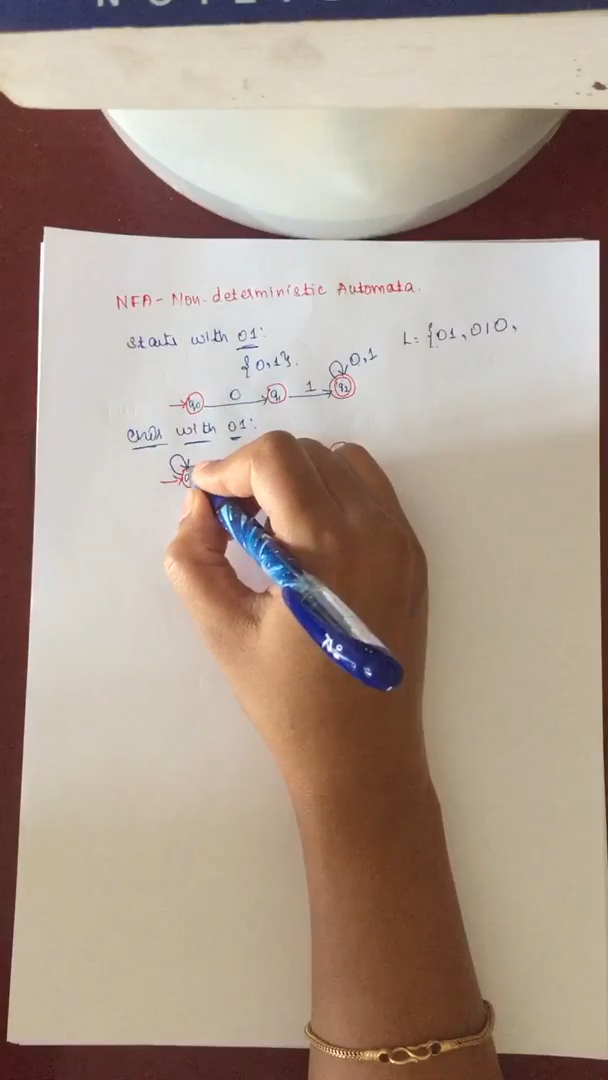 NFA - Non-deterministic Automata.
Starts with 01:
L = {01, 010,
{0,1}.
0,1
q0 0 q1 1 q2
Ends with 01: